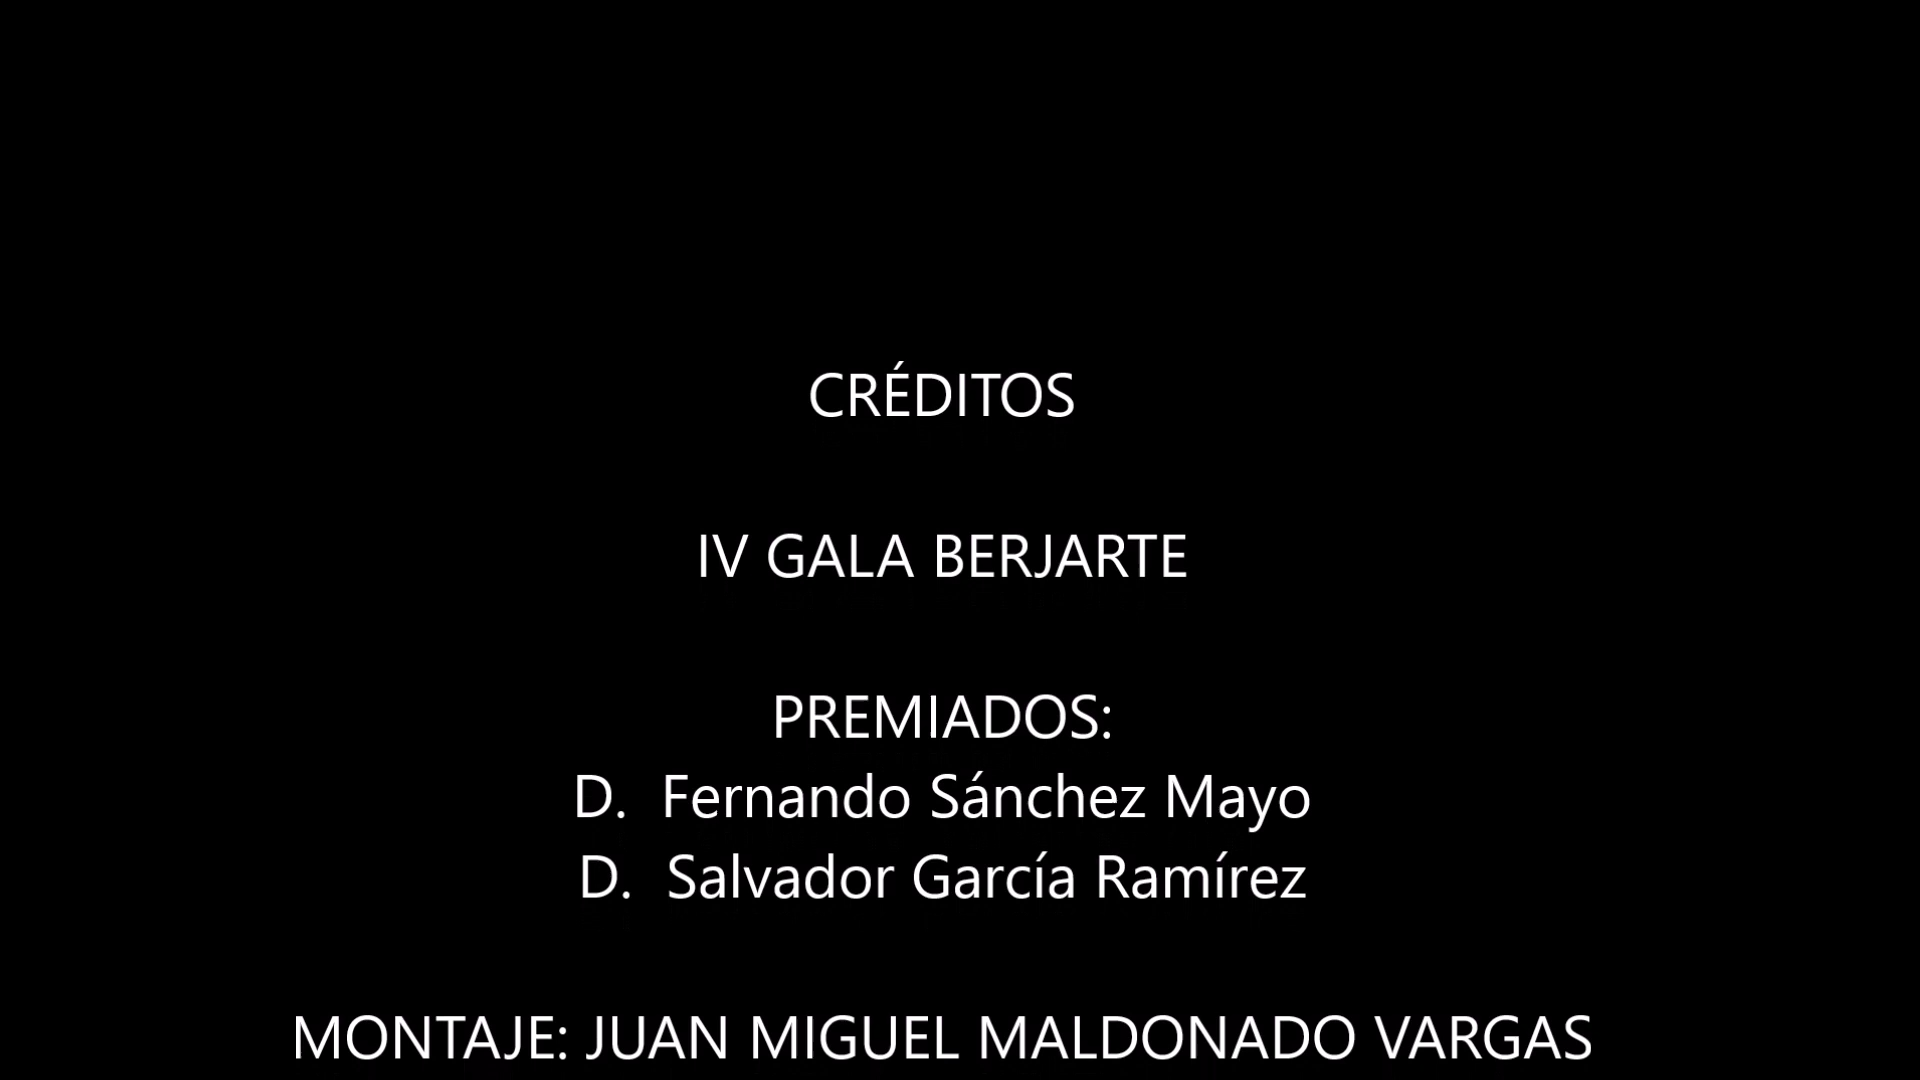 CRÉDITOS
IV GALA BERJARTE
PREMIADOS:
D.  Fernando Sánchez Mayo
D.  Salvador García Ramírez
MONTAJE: JUAN MIGUEL MALDONADO VARGAS